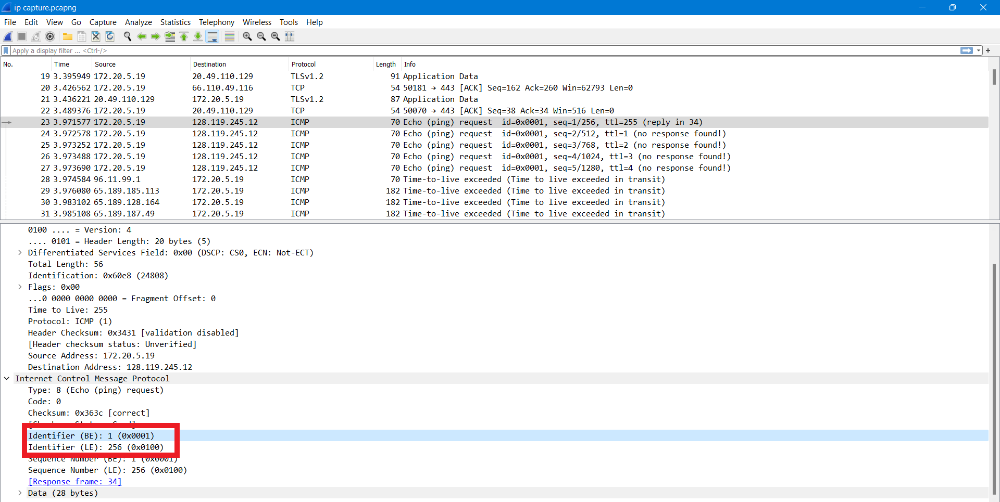 ip capture.pcapng
File Edit View Go Capture Analyze Statistics Telephony Wireless Tools Help
Apply a display filter ... <Ctrl-/>
No. Time Source Destination Protocol Length Info
19 3.395949 172.20.5.19 20.49.110.129 TLSv1.2 91 Application Data
20 3.426562 172.20.5.19 66.110.49.116 TCP 54 50181 → 443 [ACK] Seq=162 Ack=260 Win=62793 Len=0
21 3.436221 20.49.110.129 172.20.5.19 TLSv1.2 87 Application Data
22 3.489376 172.20.5.19 20.49.110.129 TCP 54 50070 → 443 [ACK] Seq=38 Ack=34 Win=516 Len=0
23 3.971577 172.20.5.19 128.119.245.12 ICMP 70 Echo (ping) request id=0x0001, seq=1/256, ttl=255 (reply in 34)
24 3.972578 172.20.5.19 128.119.245.12 ICMP 70 Echo (ping) request id=0x0001, seq=2/512, ttl=1 (no response found!)
25 3.973252 172.20.5.19 128.119.245.12 ICMP 70 Echo (ping) request id=0x0001, seq=3/768, ttl=2 (no response found!)
26 3.973488 172.20.5.19 128.119.245.12 ICMP 70 Echo (ping) request id=0x0001, seq=4/1024, ttl=3 (no response found!)
27 3.973690 172.20.5.19 128.119.245.12 ICMP 70 Echo (ping) request id=0x0001, seq=5/1280, ttl=4 (no response found!)
28 3.974584 96.11.99.1 172.20.5.19 ICMP 70 Time-to-live exceeded (Time to live exceeded in transit)
29 3.976080 65.189.185.113 172.20.5.19 ICMP 182 Time-to-live exceeded (Time to live exceeded in transit)
30 3.983102 65.189.128.164 172.20.5.19 ICMP 182 Time-to-live exceeded (Time to live exceeded in transit)
31 3.985108 65.189.187.49 172.20.5.19 ICMP 182 Time-to-live exceeded (Time to live exceeded in transit)
0100 .... = Version: 4
.... 0101 = Header Length: 20 bytes (5)
Differentiated Services Field: 0x00 (DSCP: CS0, ECN: Not-ECT)
Total Length: 56
Identification: 0x60e8 (24808)
Flags: 0x00
...0 0000 0000 0000 = Fragment Offset: 0
Time to Live: 255
Protocol: ICMP (1)
Header Checksum: 0x3431 [validation disabled]
[Header checksum status: Unverified]
Source Address: 172.20.5.19
Destination Address: 128.119.245.12
Internet Control Message Protocol
Type: 8 (Echo (ping) request)
Code: 0
Checksum: 0x363c [correct]
Identifier (BE): 1 (0x0001)
Identifier (LE): 256 (0x0100)
Sequence Number (BE): 1 (0x0001)
Sequence Number (LE): 256 (0x0100)
[Response frame: 34]
Data (28 bytes)